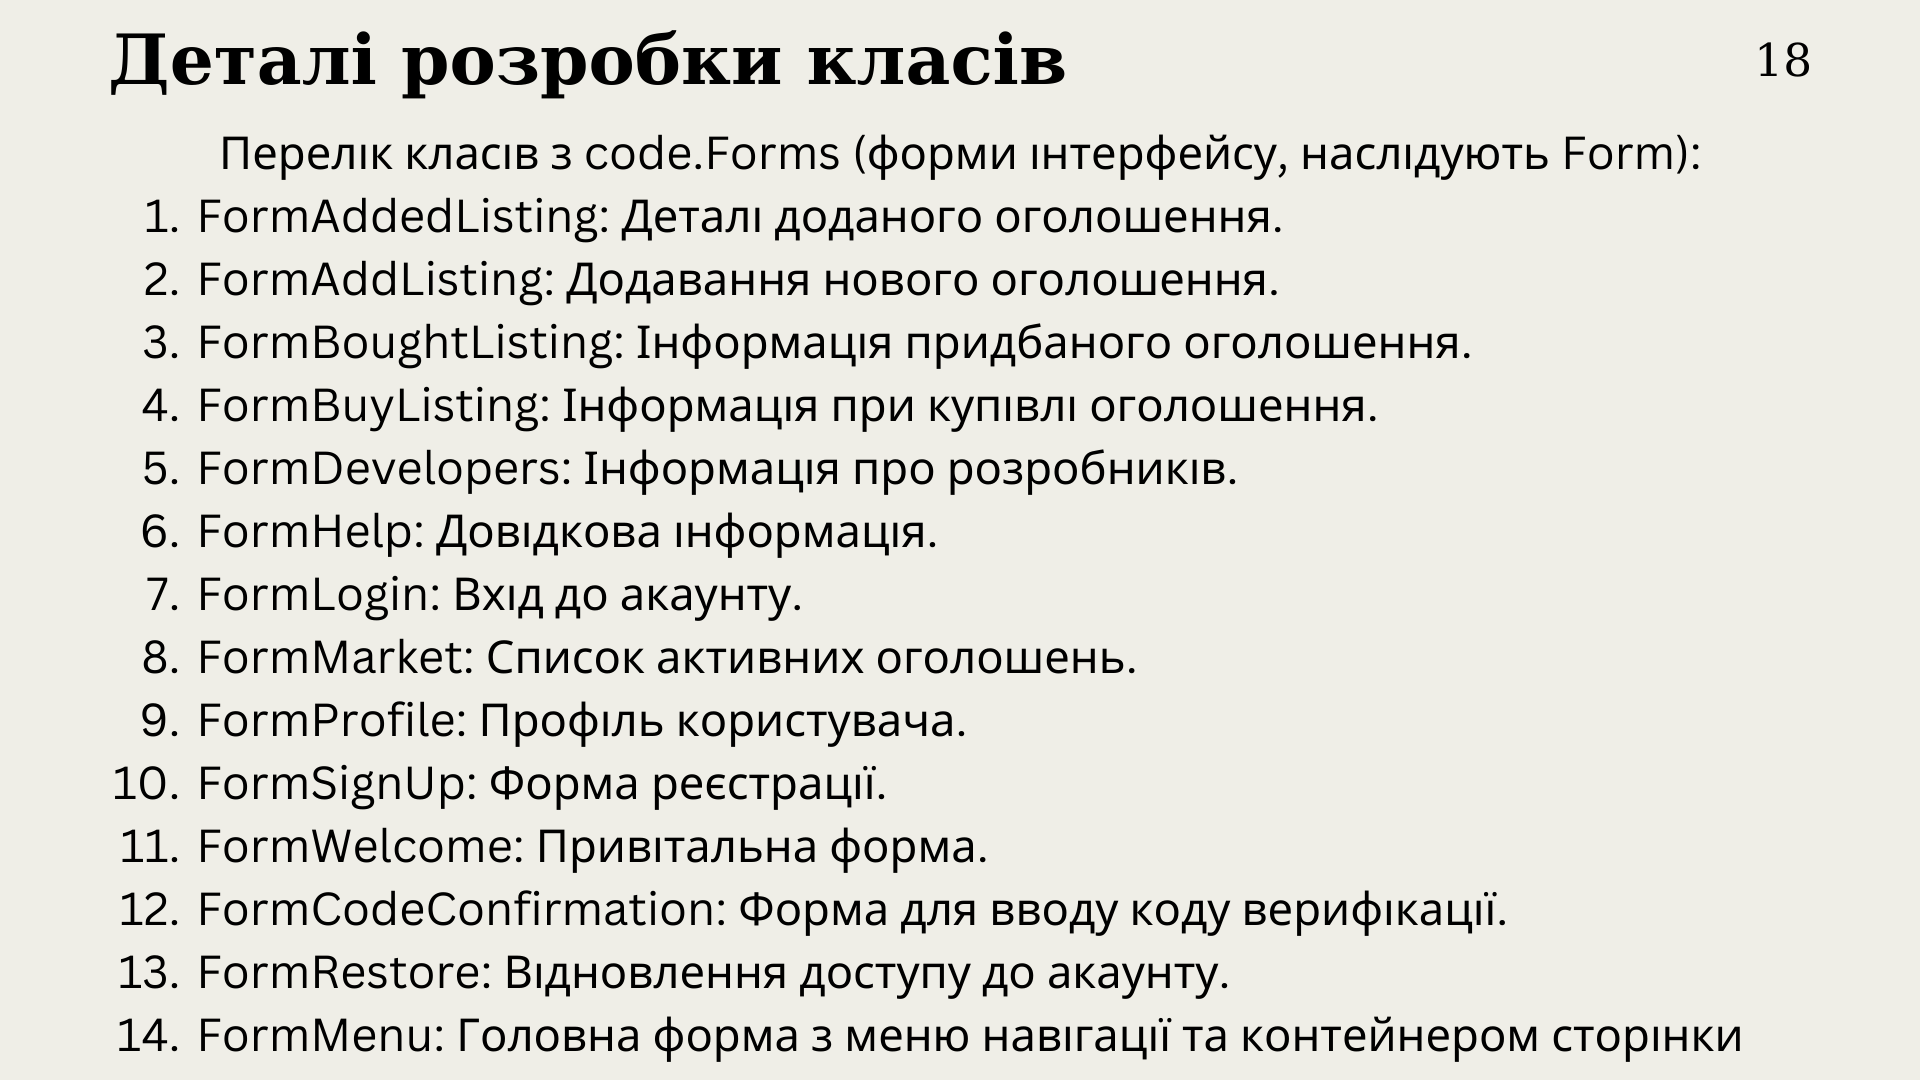 Деталі розробки класів
18
Перелік класів з code.Forms (форми інтерфейсу, наслідують Form):
1. FormAddedListing: Деталі доданого оголошення.
2. FormAddListing: Додавання нового оголошення.
3. FormBoughtListing: Інформація придбаного оголошення.
4. FormBuyListing: Інформація при купівлі оголошення.
5. FormDevelopers: Інформація про розробників.
6. FormHelp: Довідкова інформація.
7. FormLogin: Вхід до акаунту.
8. FormMarket: Список активних оголошень.
9. FormProfile: Профіль користувача.
10. FormSignUp: Форма реєстрації.
11. FormWelcome: Привітальна форма.
12. FormCodeConfirmation: Форма для вводу коду верифікації.
13. FormRestore: Відновлення доступу до акаунту.
14. FormMenu: Головна форма з меню навігації та контейнером сторінки